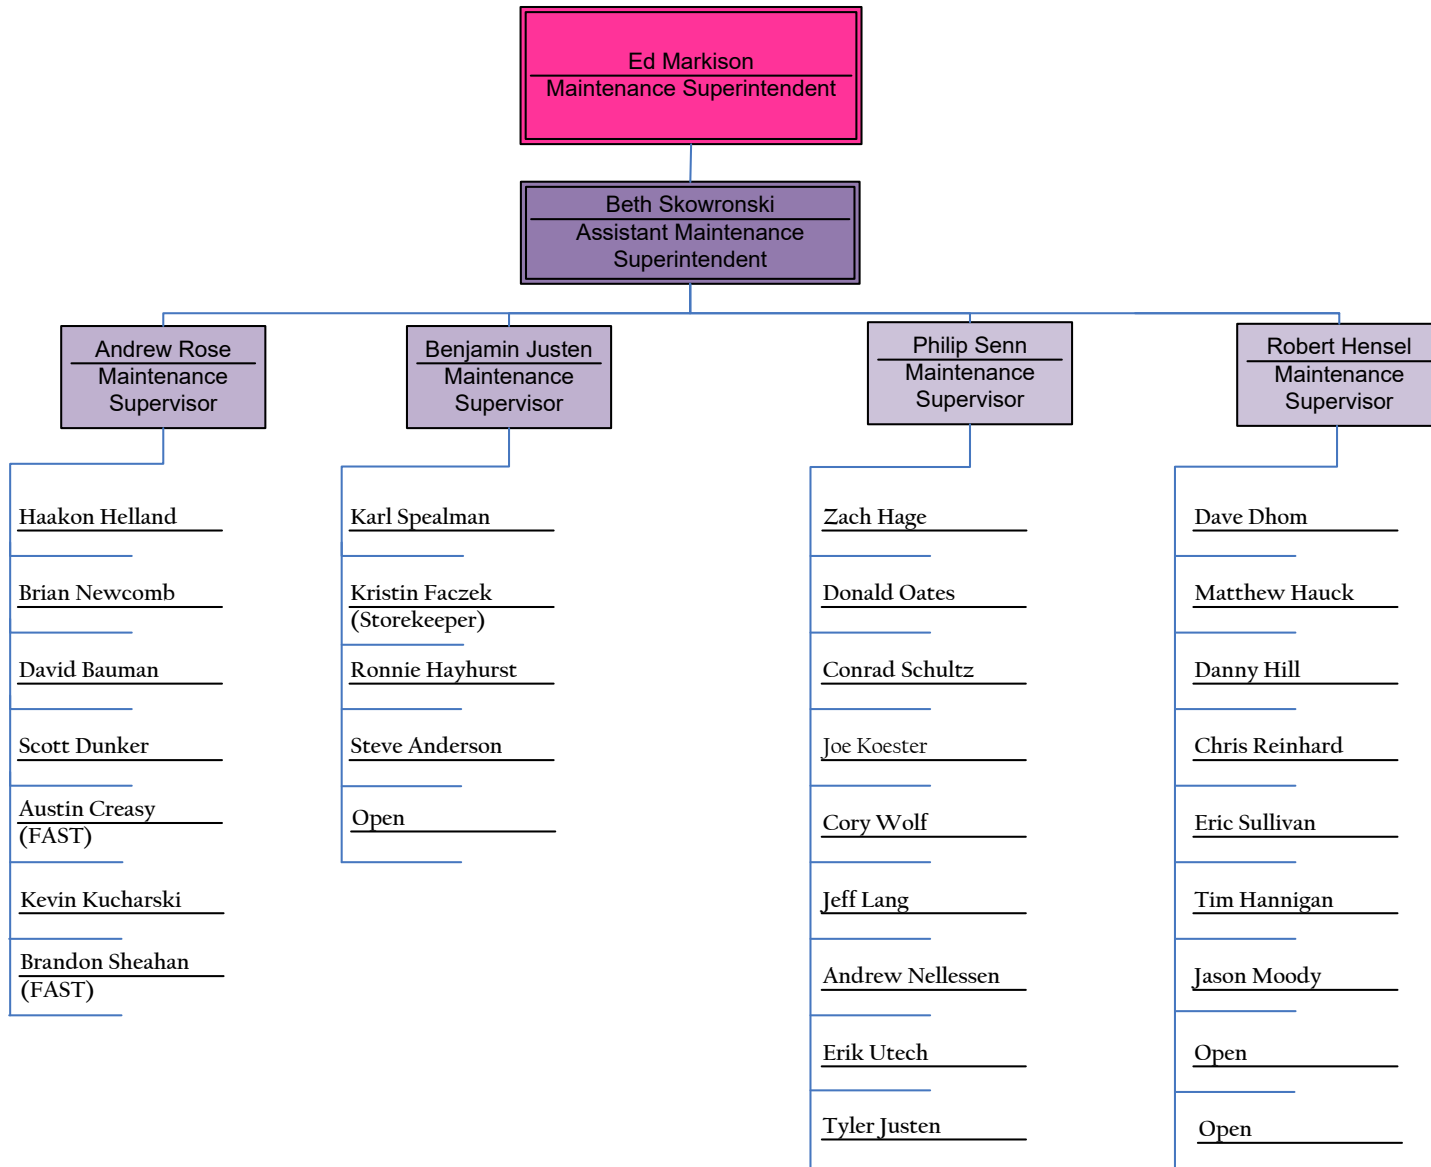 Ed Markison
Maintenance Superintendent
Beth Skowronski
Assistant Maintenance
Superintendent
Andrew Rose
Maintenance
Supervisor
Haakon Helland
Brian Newcomb
David Bauman
Scott Dunker
Austin Creasy
(FAST)
Kevin Kucharski
Brandon Sheahan
(FAST)
Benjamin Justen
Maintenance
Supervisor
Karl Spealman
Kristin Faczek
(Storekeeper)
Ronnie Hayhurst
Steve Anderson
Open
Philip Senn
Maintenance
Supervisor
Zach Hage
Donald Oates
Conrad Schultz
Joe Koester
Cory Wolf
Jeff Lang
Andrew Nellessen
Erik Utech
Tyler Justen
Robert Hensel
Maintenance
Supervisor
Dave Dhom
Matthew Hauck
Danny Hill
Chris Reinhard
Eric Sullivan
Tim Hannigan
Jason Moody
Open
Open